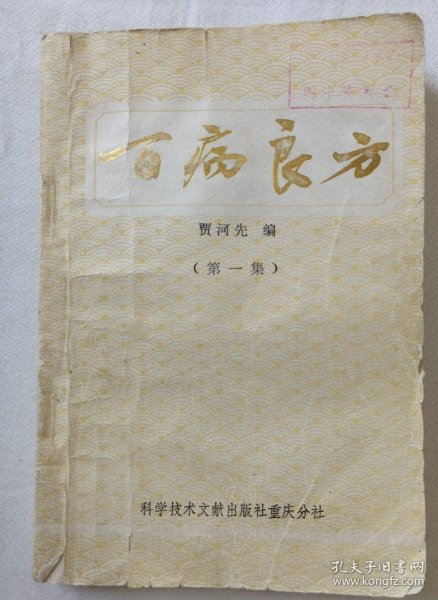 百病良方
贾河先 编
（第一集）
科学技术文献出版社重庆分社
孔夫子旧书网
www.kongfz.com